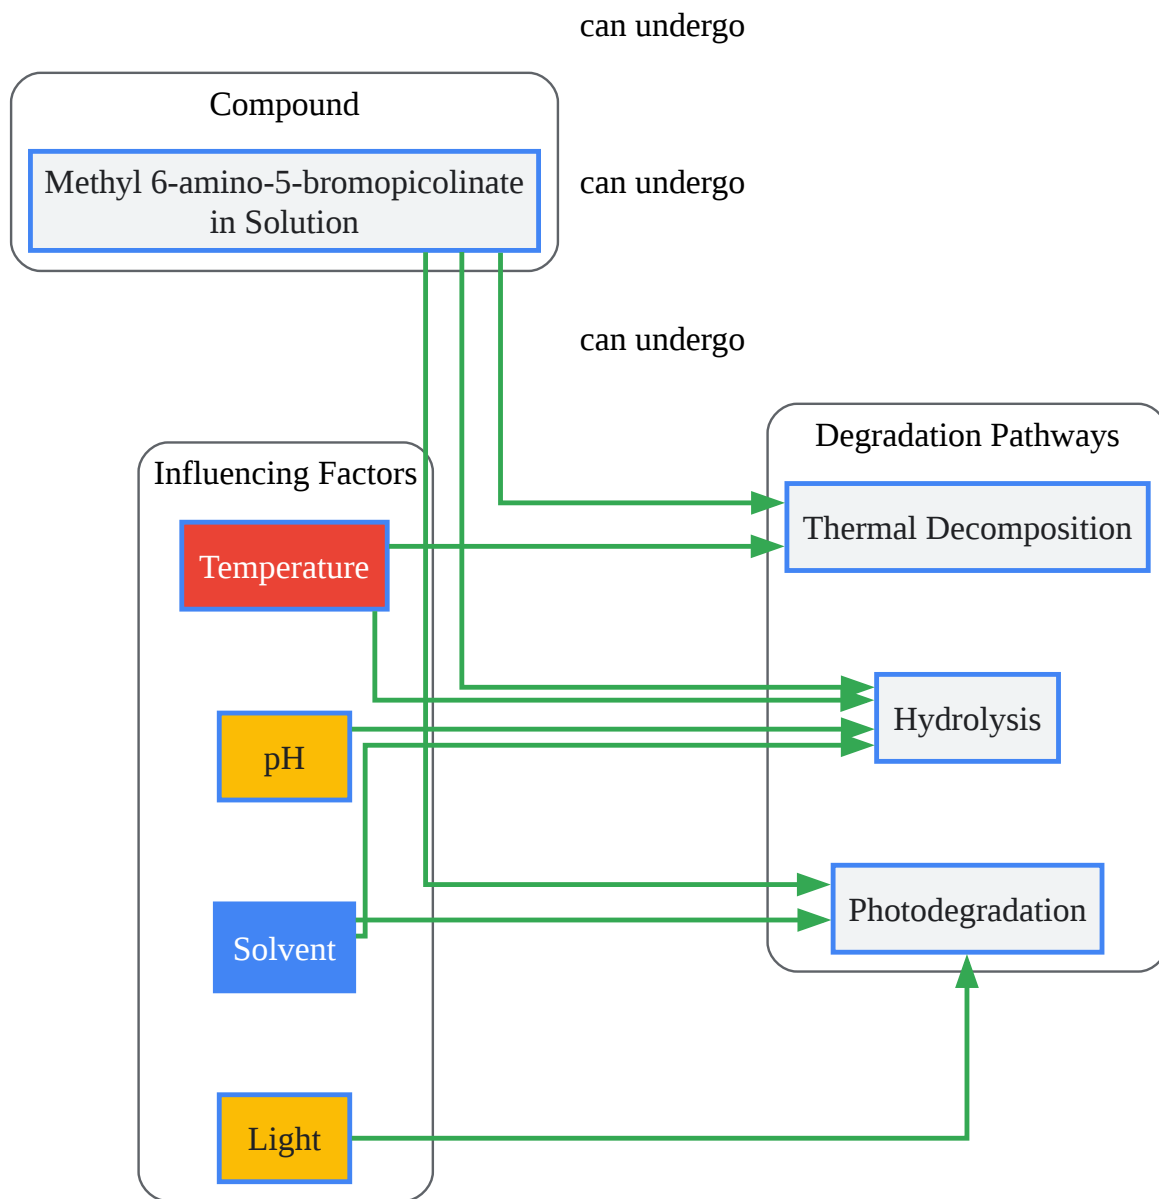 can undergo
Compound
Methyl 6-amino-5-bromopicolinate
in Solution
can undergo
can undergo
Degradation Pathways
Influencing Factors
Thermal Decomposition
Temperature
Hydrolysis
pH
Photodegradation
Solvent
Light